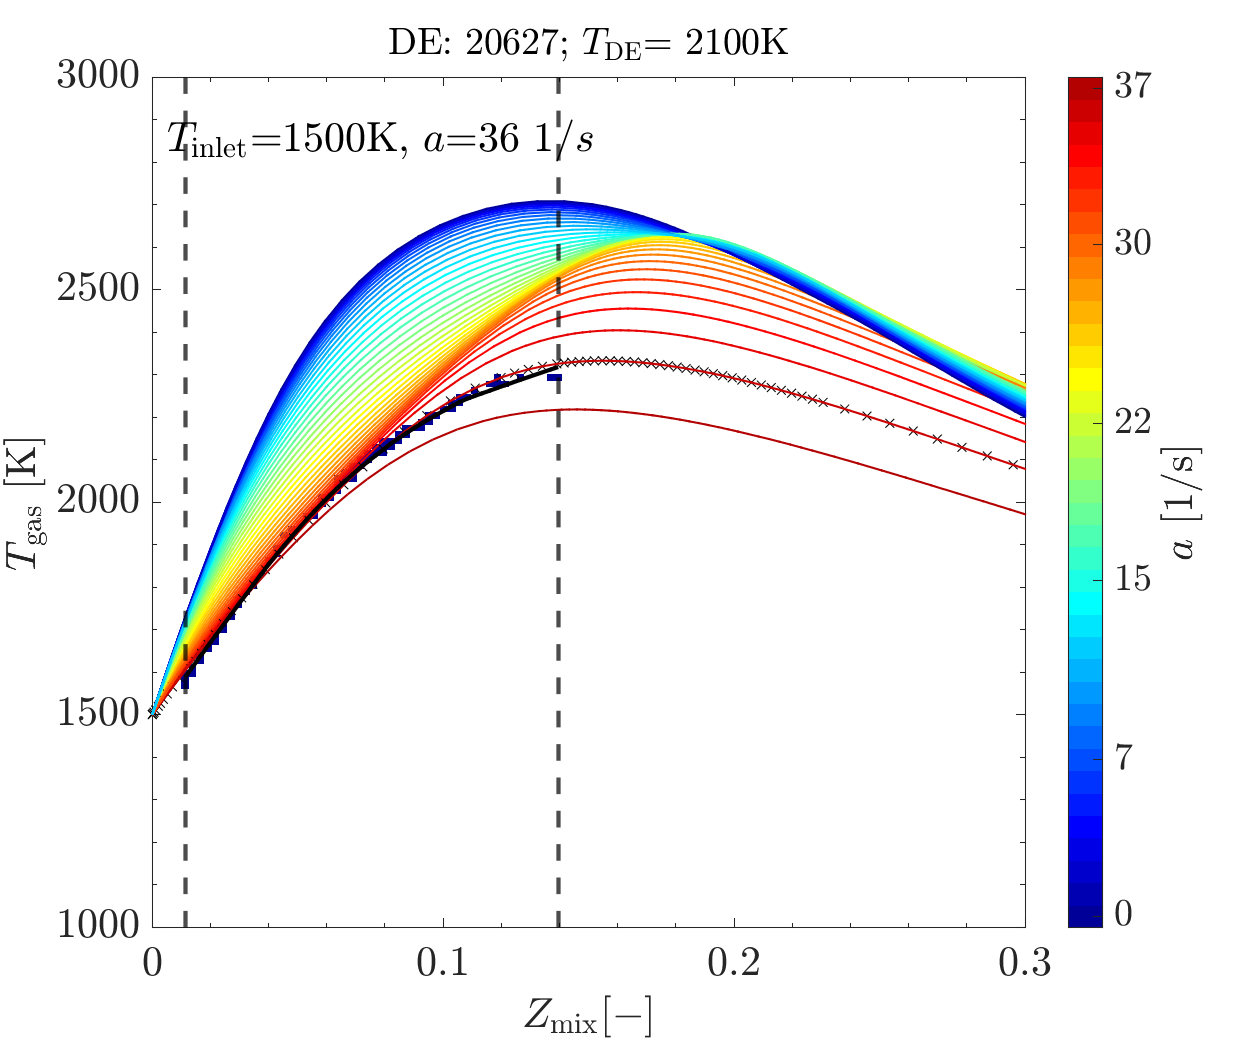 DE: 20627; T_DE= 2100K
T_inlet=1500K, a=36 1/s
3000
2500
2000
1500
1000
T_gas [K]
0 0.1 0.2 0.3
Z_mix[−]
37
30
22
15
7
0
a [1/s]